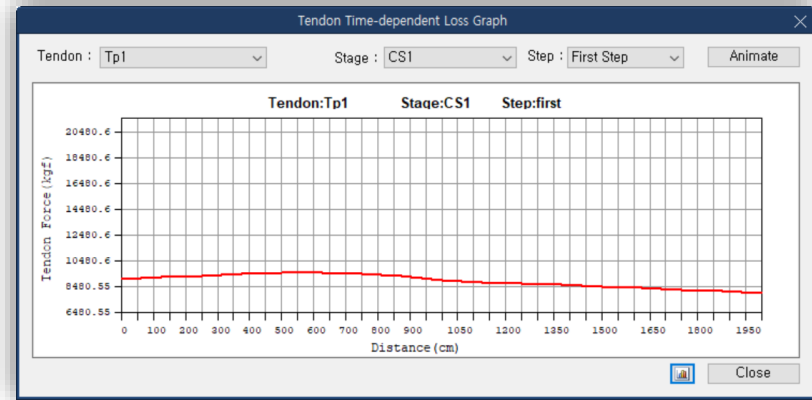 Tendon Time-dependent Loss Graph
Tendon : Tp1 Stage : CS1 Step : First Step Animate
Tendon:Tp1 Stage:CS1 Step:first
Tendon Force(kgf)
20480.6
18480.6
16480.6
14480.6
12480.6
10480.6
8480.55
6480.55
0 100 200 300 400 500 600 700 800 900 1050 1200 1350 1500 1650 1800 1950
Distance(cm)
Close